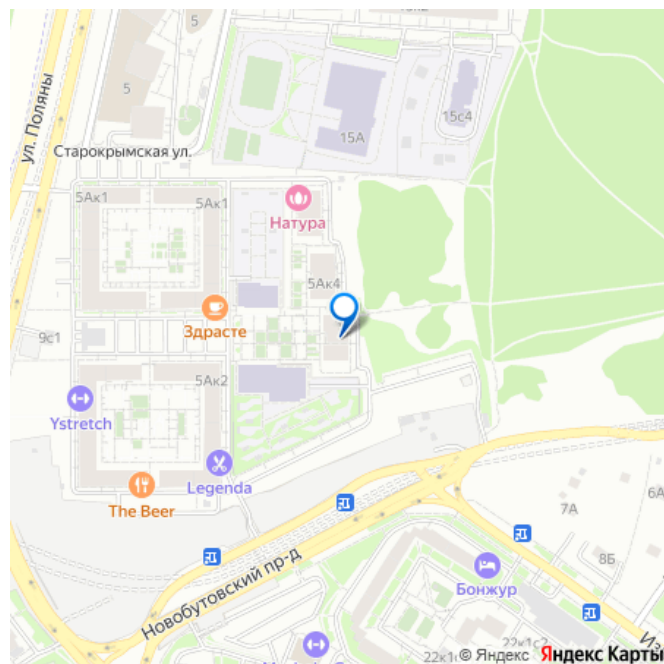 5
5
15с4
15А
ул. Поляны
Старокрымская ул.
5Ак1
5Ак1
Натура
5Ак4
Здрасте
9с1
5Ак2
Ystretch
Legenda
The Beer
6А
7А
8Б
Новобутовский пр-д
Бонжур
22к1с2
22к1
© Яндекс Яндекс Карты